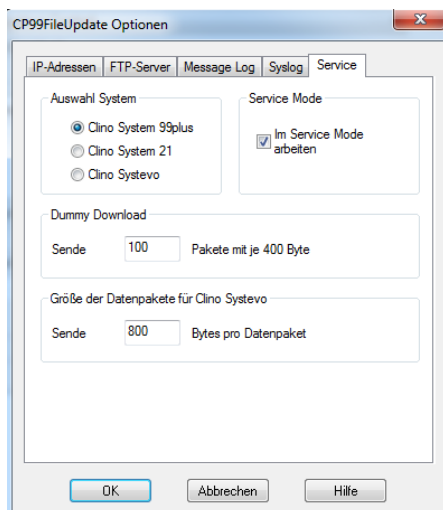 CP99FileUpdate Optionen
IP-Adressen FTP-Server Message Log Syslog Service
Auswahl System
Clino System 99plus
Clino System 21
Clino Systevo
Service Mode
Im Service Mode
arbeiten
Dummy Download
Sende 100 Pakete mit je 400 Byte
Größe der Datenpakete für Clino Systevo
Sende 800 Bytes pro Datenpaket
OK Abbrechen Hilfe